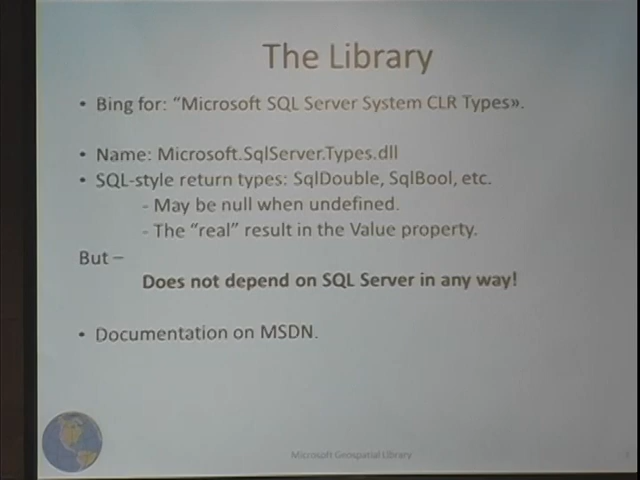 The Library
• Bing for: “Microsoft SQL Server System CLR Types».
• Name: Microsoft.SqlServer.Types.dll
• SQL-style return types: SqlDouble, SqlBool, etc.
- May be null when undefined.
- The “real” result in the Value property.
But –
Does not depend on SQL Server in any way!
• Documentation on MSDN.
Microsoft Geospatial Library